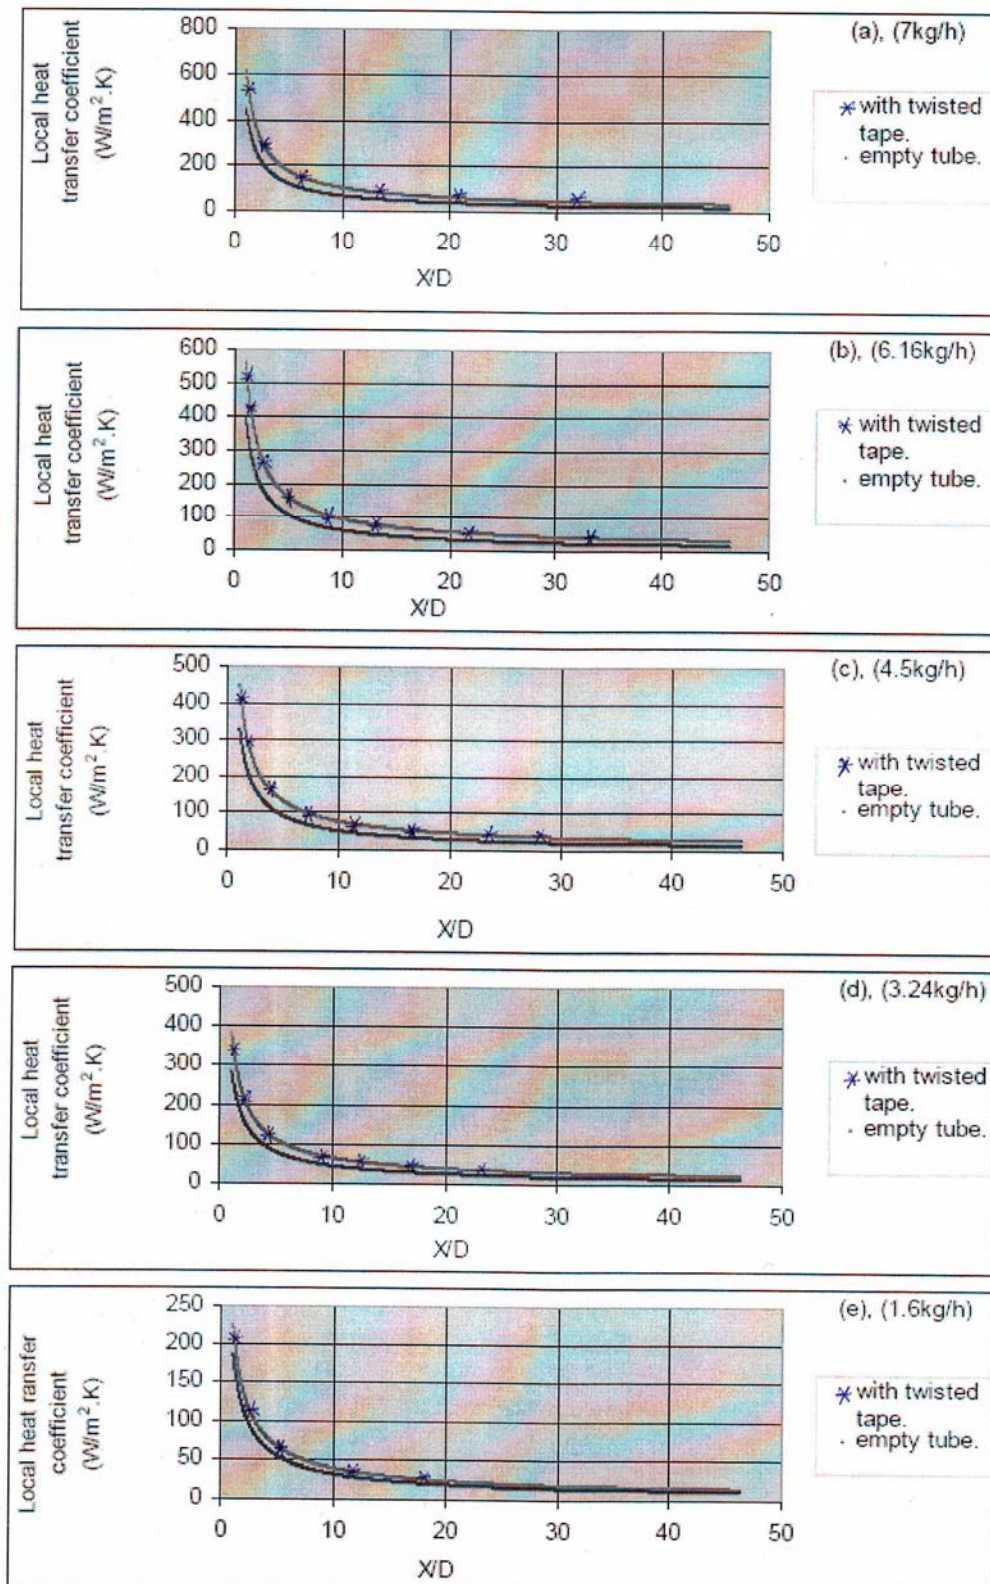 (a), (7kg/h)
Local heat
transfer coefficient
(W/m².K)
800
600
400
200
0
0 10 20 30 40 50
X/D
with twisted
tape.
empty tube.
(b), (6.16kg/h)
Local heat
transfer coefficient
(W/m².K)
600
500
400
300
200
100
0
0 10 20 30 40 50
X/D
with twisted
tape.
empty tube.
(c), (4.5kg/h)
Local heat
transfer coefficient
(W/m².K)
500
400
300
200
100
0
0 10 20 30 40 50
X/D
with twisted
tape.
empty tube.
(d), (3.24kg/h)
Local heat
transfer coefficient
(W/m².K)
500
400
300
200
100
0
0 10 20 30 40 50
X/D
with twisted
tape.
empty tube.
(e), (1.6kg/h)
Local heat ransfer
coefficient
(W/m².K)
250
200
150
100
50
0
0 10 20 30 40 50
X/D
with twisted
tape.
empty tube.